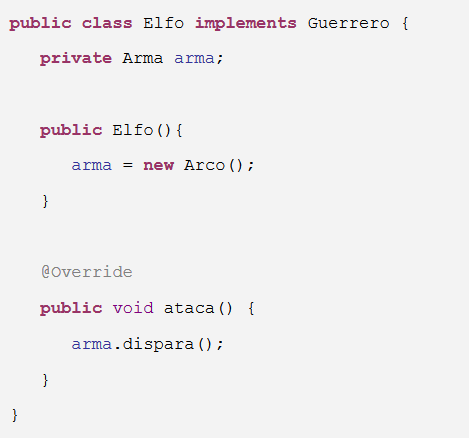 public class Elfo implements Guerrero {
private Arma arma;
public Elfo(){
arma = new Arco();
}
@Override
public void ataca() {
arma.dispara();
}
}